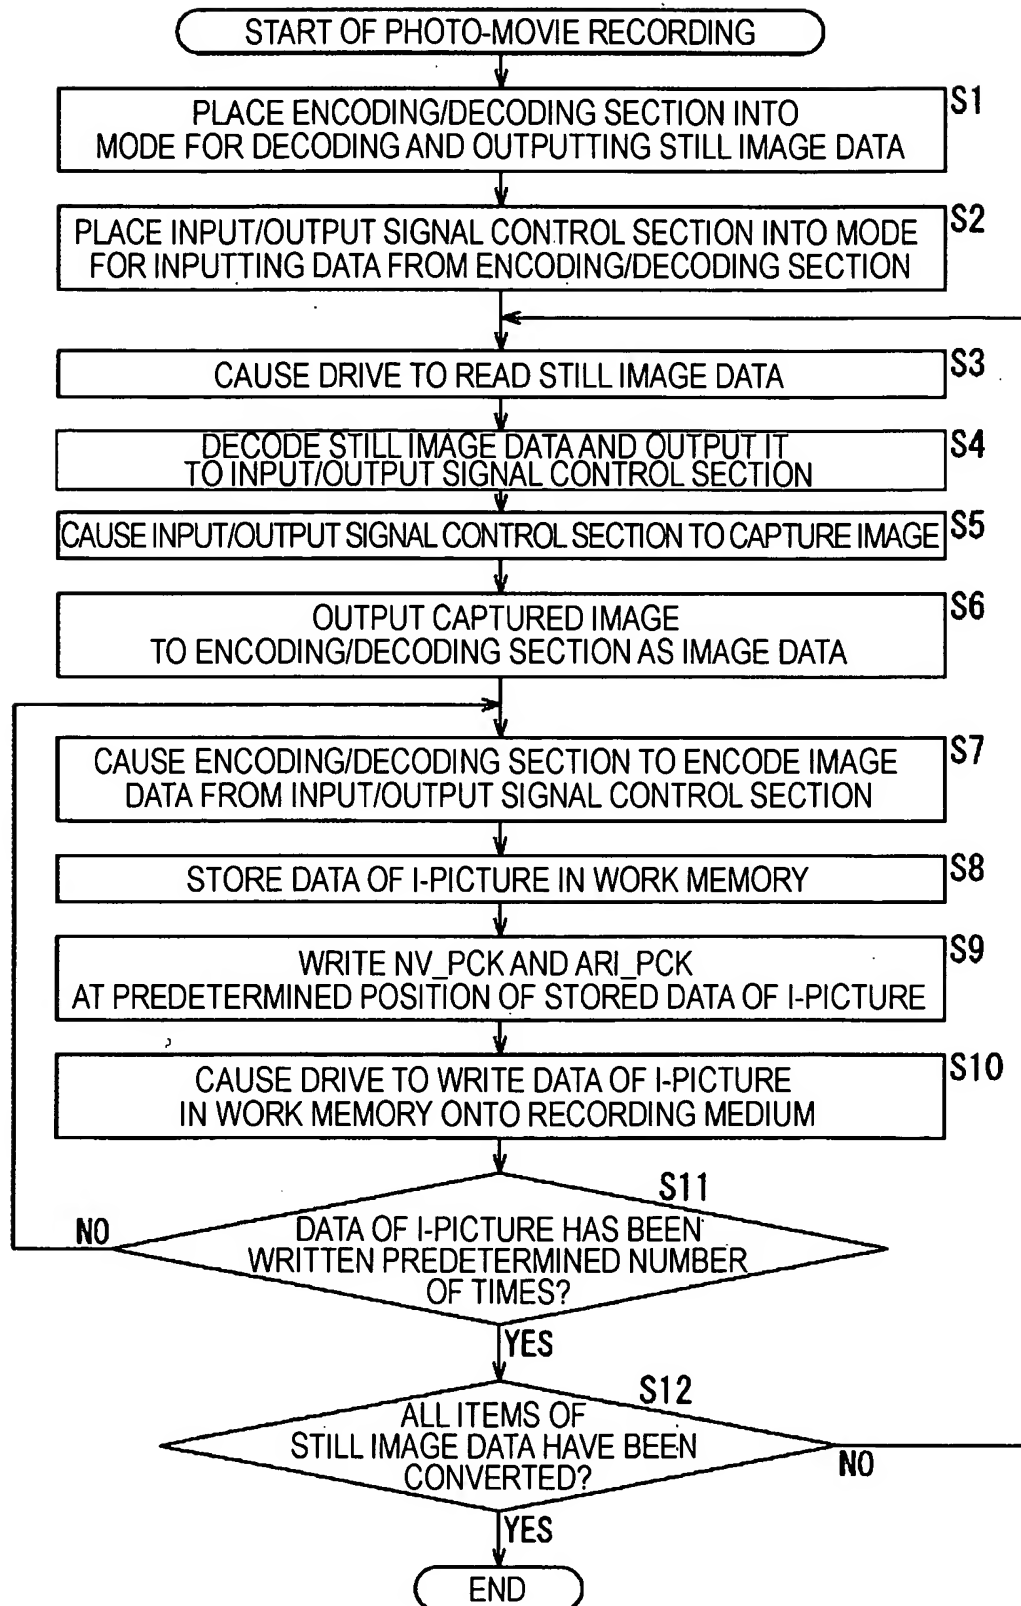 START OF PHOTO-MOVIE RECORDING
S1
PLACE ENCODING/DECODING SECTION INTO
MODE FOR DECODING AND OUTPUTTING STILL IMAGE DATA
S2
PLACE INPUT/OUTPUT SIGNAL CONTROL SECTION INTO MODE
FOR INPUTTING DATA FROM ENCODING/DECODING SECTION
S3
CAUSE DRIVE TO READ STILL IMAGE DATA
S4
DECODE STILL IMAGE DATA AND OUTPUT IT
TO INPUT/OUTPUT SIGNAL CONTROL SECTION
S5
CAUSE INPUT/OUTPUT SIGNAL CONTROL SECTION TO CAPTURE IMAGE
S6
OUTPUT CAPTURED IMAGE
TO ENCODING/DECODING SECTION AS IMAGE DATA
S7
CAUSE ENCODING/DECODING SECTION TO ENCODE IMAGE
DATA FROM INPUT/OUTPUT SIGNAL CONTROL SECTION
S8
STORE DATA OF I-PICTURE IN WORK MEMORY
S9
WRITE NV_PCK AND ARI_PCK
AT PREDETERMINED POSITION OF STORED DATA OF I-PICTURE
S10
CAUSE DRIVE TO WRITE DATA OF I-PICTURE
IN WORK MEMORY ONTO RECORDING MEDIUM
S11
NO
DATA OF I-PICTURE HAS BEEN
WRITTEN PREDETERMINED NUMBER
OF TIMES?
YES
S12
ALL ITEMS OF
STILL IMAGE DATA HAVE BEEN
CONVERTED?
NO
YES
END